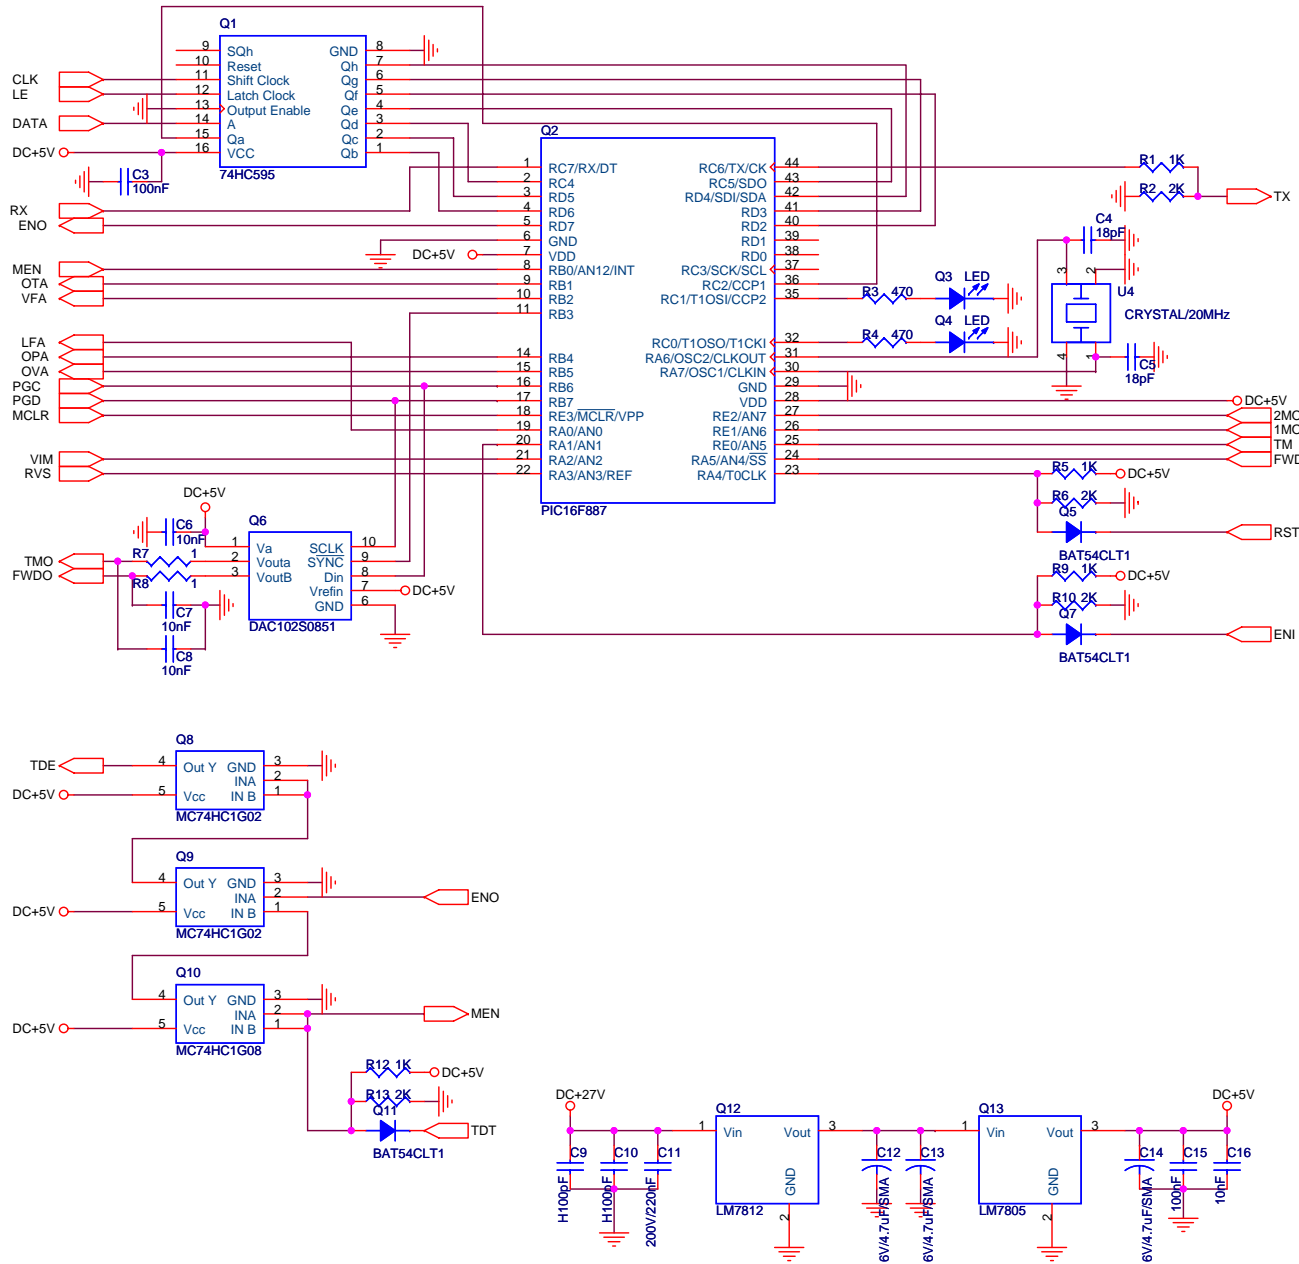 Q1
9 SQh GND 8
10 Reset Qh 7
CLK 11 Shift Clock Qg 6
LE 12 Latch Clock Qf 5
13 Output Enable Qe 4
DATA 14 A Qd 3
15 Qa Qc 2
DC+5V 16 VCC Qb 1
74HC595
C3
100nF
Q2
1 RC7/RX/DT RC6/TX/CK 44
2 RC4 RC5/SDO 43
3 RD5 RD4/SDI/SDA 42
RX 4 RD6 RD3 41
ENO 5 RD7 RD2 40
6 GND RD1 39
DC+5V 7 VDD RD0 38
MEN 8 RB0/AN12/INT RC3/SCK/SCL 37
OTA 9 RB1 RC2/CCP1 36
VFA 10 RB2 RC1/T1OSI/CCP2 35
11 RB3
LFA RC0/T1OSO/T1CKI 32
OPA 14 RB4 RA6/OSC2/CLKOUT 31
OVA 15 RB5 RA7/OSC1/CLKIN 30
PGC 16 RB6 GND 29
PGD 17 RB7 VDD 28 DC+5V
MCLR 18 RE3/MCLR/VPP RE2/AN7 27 2MO
19 RA0/AN0 RE1/AN6 26 1MO
20 RA1/AN1 RE0/AN5 25 TM
VIM 21 RA2/AN2 RA5/AN4/SS 24 FWD
RVS 22 RA3/AN3/REF RA4/T0CLK 23
PIC16F887
R1 1K
R2 2K TX
C4
18pF
3 2
U4
CRYSTAL/20MHz
4 1
C5
18pF
Q3 LED
R3 470
Q4 LED
R4 470
R5 1K DC+5V
R6 2K
Q5
RST
BAT54CLT1
R9 1K DC+5V
R10 2K
Q7
ENI
BAT54CLT1
DC+5V
C6
10nF
Q6
1 Va SCLK 10
TMO R7 1 2 Vouta SYNC 9
FWDO R8 1 3 VoutB Din 8
Vrefin 7 DC+5V
GND 6
DAC102S0851
C7
10nF
C8
10nF
Q8
TDE 4 Out Y GND 3
INA 2
DC+5V 5 Vcc IN B 1
MC74HC1G02
Q9
4 Out Y GND 3
INA 2 ENO
DC+5V 5 Vcc IN B 1
MC74HC1G02
Q10
4 Out Y GND 3
INA 2 MEN
DC+5V 5 Vcc IN B 1
MC74HC1G08
R12 1K DC+5V
R13 2K
Q11
TDT
BAT54CLT1
DC+27V
C9
H100pF
C10
H100pF
C11
200V/220nF
Q12
1 Vin Vout 3
GND
2
LM7812
C12
6V/4.7uF/SMA
C13
6V/4.7uF/SMA
Q13
1 Vin Vout 3
GND
2
LM7805
DC+5V
C14
6V/4.7uF/SMA
C15
100nF
C16
10nF